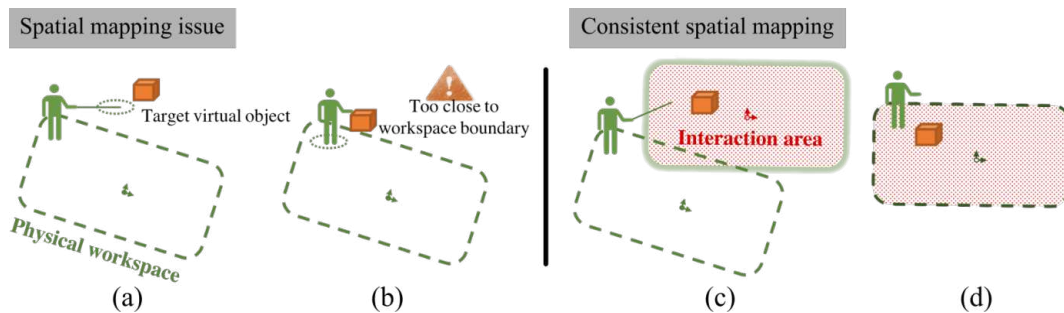 Spatial mapping issue
Consistent spatial mapping
Target virtual object
Too close to
workspace boundary
Interaction area
Physical workspace
(a)
(b)
(c)
(d)